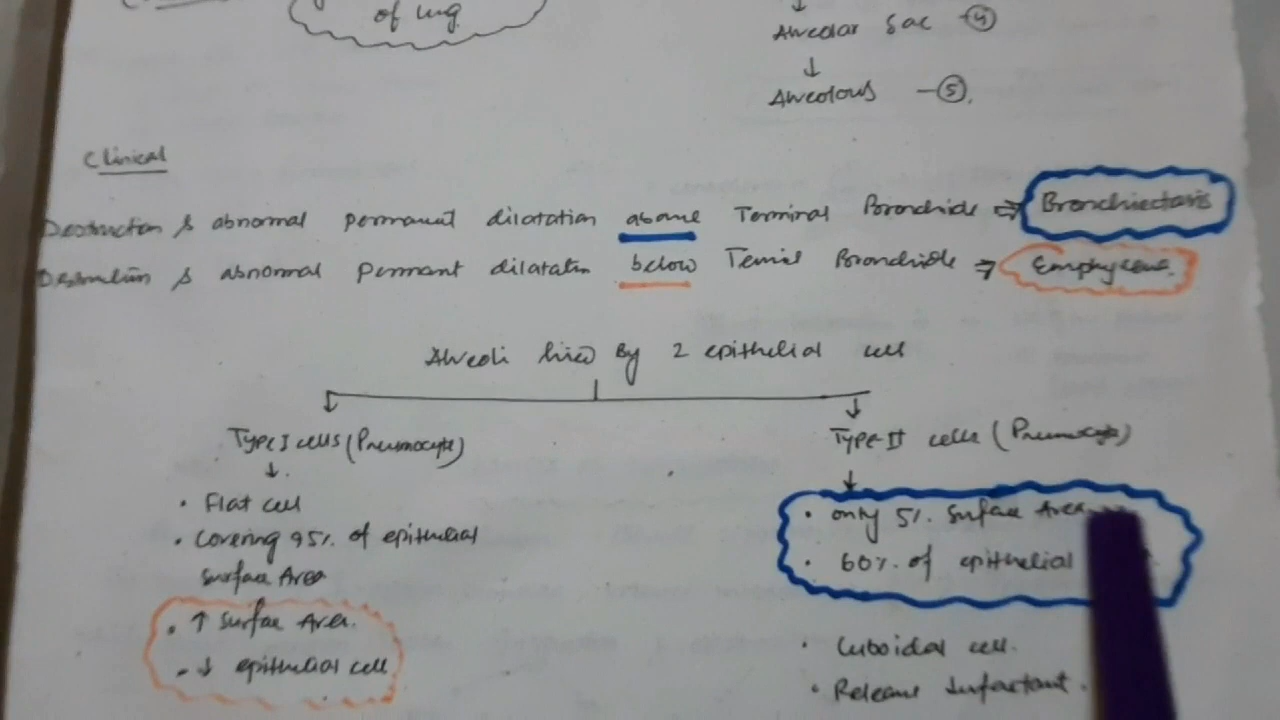 of lung
Alveolar Sac -④
↓
Alveolous -⑤
Clinical
Destruction & abnormal permanent dilatation above Terminal Bronchiole ⇒ Bronchiectasis
Destruction & abnormal permant dilatatin below Teminal Bronchiole ⇒ Emphysema.
Alveoli lined By 2 epithelial cell
Type I cells (Pneumocyte)
Type-II cells (Pneumocyte)
• Flat cell
• Covering 95% of epithelial
Surface Area
• ↑ Surface Area.
- ↓ epithelial cell
• only 5% Surface Area
• 60% of epithelial
• Cuboidal cell.
• Release Surfactant.